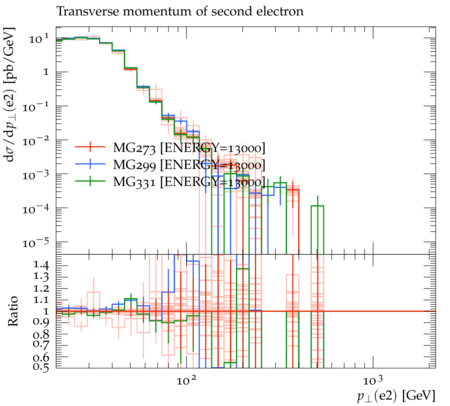 Transverse momentum of second electron
dσ/dp⊥(e2) [pb/GeV]
10¹
1
10⁻¹
10⁻²
10⁻³
10⁻⁴
10⁻⁵
MG273 [ENERGY=13000]
MG299 [ENERGY=13000]
MG331 [ENERGY=13000]
Ratio
1.4
1.3
1.2
1.1
1
0.9
0.8
0.7
0.6
0.5
10²
10³
p⊥(e2) [GeV]